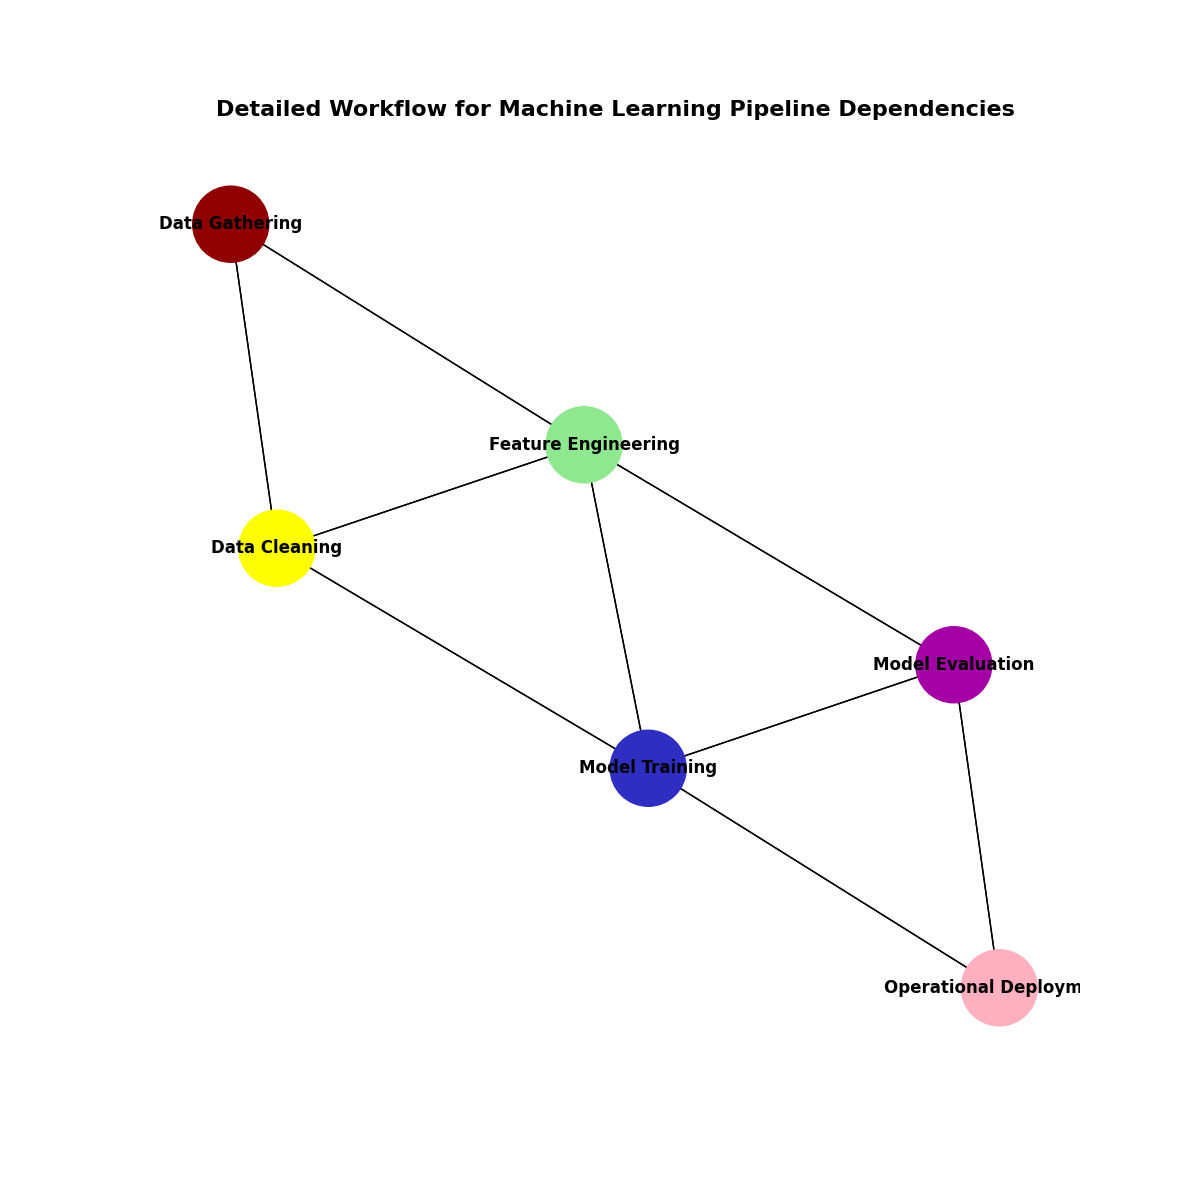 Detailed Workflow for Machine Learning Pipeline Dependencies
Data Gathering
Feature Engineering
Data Cleaning
Model Evaluation
Model Training
Operational Deploym